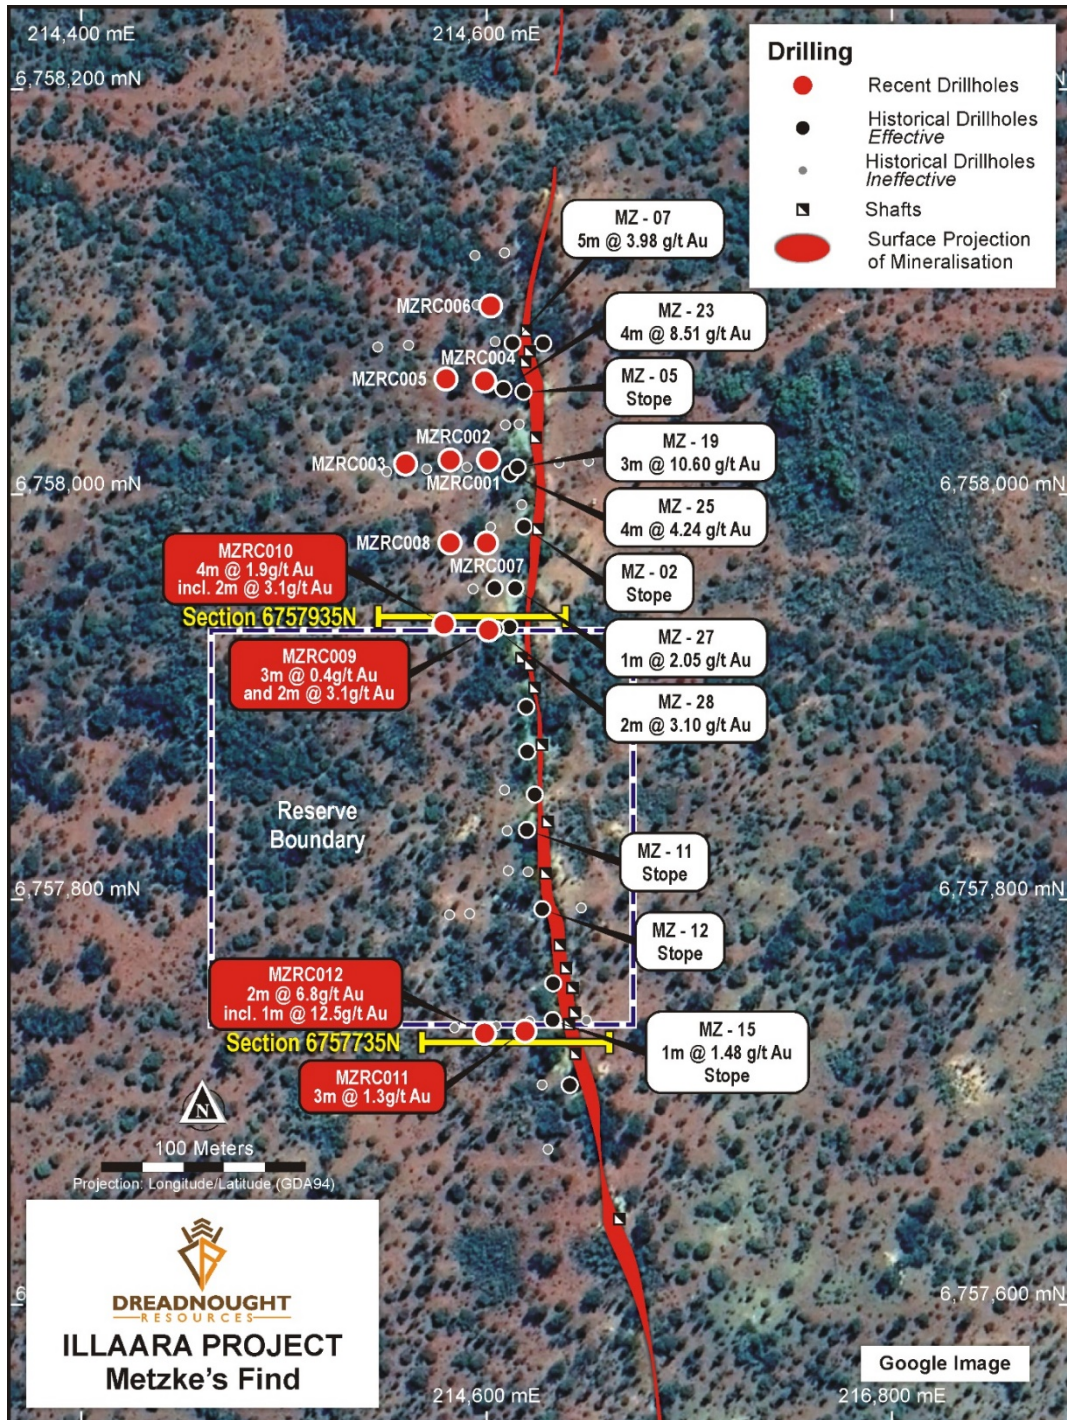 214,400 mE
214,600 mE
6,758,200 mN
Drilling
Recent Drillholes
Historical Drillholes
Effective
Historical Drillholes
Ineffective
Shafts
Surface Projection
of Mineralisation
MZ - 07
5m @ 3.98 g/t Au
MZRC006
MZ - 23
4m @ 8.51 g/t Au
MZRC004
MZRC005
MZ - 05
Stope
MZRC002
MZRC003
MZRC001
MZ - 19
3m @ 10.60 g/t Au
6,758,000 mN
6,758,000 mN
MZ - 25
4m @ 4.24 g/t Au
MZRC008
MZRC007
MZRC010
4m @ 1.9g/t Au
incl. 2m @ 3.1g/t Au
MZ - 02
Stope
Section 6757935N
MZ - 27
1m @ 2.05 g/t Au
MZRC009
3m @ 0.4g/t Au
and 2m @ 3.1g/t Au
MZ - 28
2m @ 3.10 g/t Au
Reserve
Boundary
MZ - 11
Stope
6,757,800 mN
6,757,800 mN
MZ - 12
Stope
MZRC012
2m @ 6.8g/t Au
incl. 1m @ 12.5g/t Au
Section 6757735N
MZ - 15
1m @ 1.48 g/t Au
Stope
MZRC011
3m @ 1.3g/t Au
N
100 Meters
Projection: Longitude/Latitude (GDA94)
DREADNOUGHT
RESOURCES
ILLAARA PROJECT
Metzke's Find
6,757,600 mN
Google Image
214,600 mE
216,800 mE